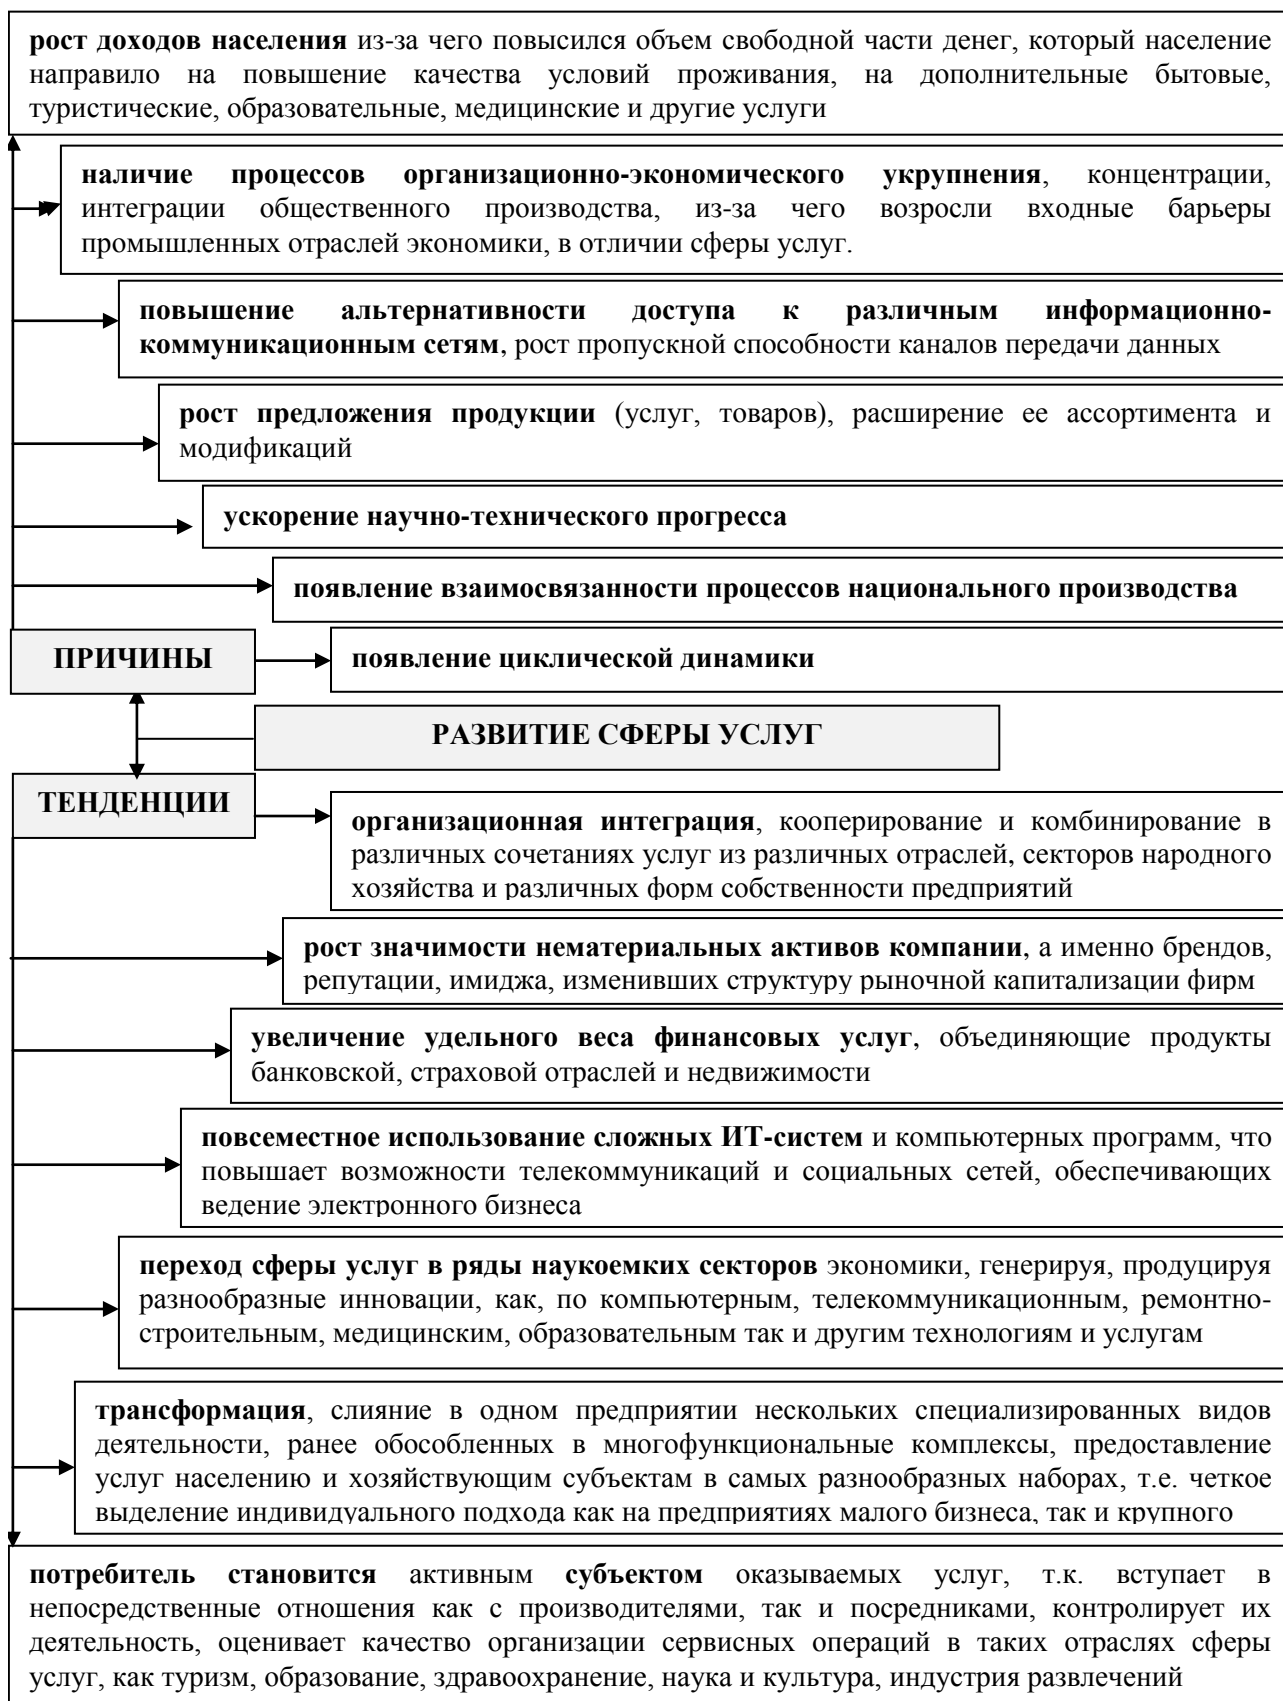 рост доходов населения из-за чего повысился объем свободной части денег, который население
направило на повышение качества условий проживания, на дополнительные бытовые,
туристические, образовательные, медицинские и другие услуги
наличие процессов организационно-экономического укрупнения, концентрации,
интеграции общественного производства, из-за чего возросли входные барьеры
промышленных отраслей экономики, в отличии сферы услуг.
повышение альтернативности доступа к различным информационно-
коммуникационным сетям, рост пропускной способности каналов передачи данных
рост предложения продукции (услуг, товаров), расширение ее ассортимента и
модификаций
ускорение научно-технического прогресса
появление взаимосвязанности процессов национального производства
ПРИЧИНЫ
появление циклической динамики
РАЗВИТИЕ СФЕРЫ УСЛУГ
ТЕНДЕНЦИИ
организационная интеграция, кооперирование и комбинирование в
различных сочетаниях услуг из различных отраслей, секторов народного
хозяйства и различных форм собственности предприятий
рост значимости нематериальных активов компании, а именно брендов,
репутации, имиджа, изменивших структуру рыночной капитализации фирм
увеличение удельного веса финансовых услуг, объединяющие продукты
банковской, страховой отраслей и недвижимости
повсеместное использование сложных ИТ-систем и компьютерных программ, что
повышает возможности телекоммуникаций и социальных сетей, обеспечивающих
ведение электронного бизнеса
переход сферы услуг в ряды наукоемких секторов экономики, генерируя, продуцируя
разнообразные инновации, как, по компьютерным, телекоммуникационным, ремонтно-
строительным, медицинским, образовательным так и другим технологиям и услугам
трансформация, слияние в одном предприятии нескольких специализированных видов
деятельности, ранее обособленных в многофункциональные комплексы, предоставление
услуг населению и хозяйствующим субъектам в самых разнообразных наборах, т.е. четкое
выделение индивидуального подхода как на предприятиях малого бизнеса, так и крупного
потребитель становится активным субъектом оказываемых услуг, т.к. вступает в
непосредственные отношения как с производителями, так и посредниками, контролирует их
деятельность, оценивает качество организации сервисных операций в таких отраслях сферы
услуг, как туризм, образование, здравоохранение, наука и культура, индустрия развлечений